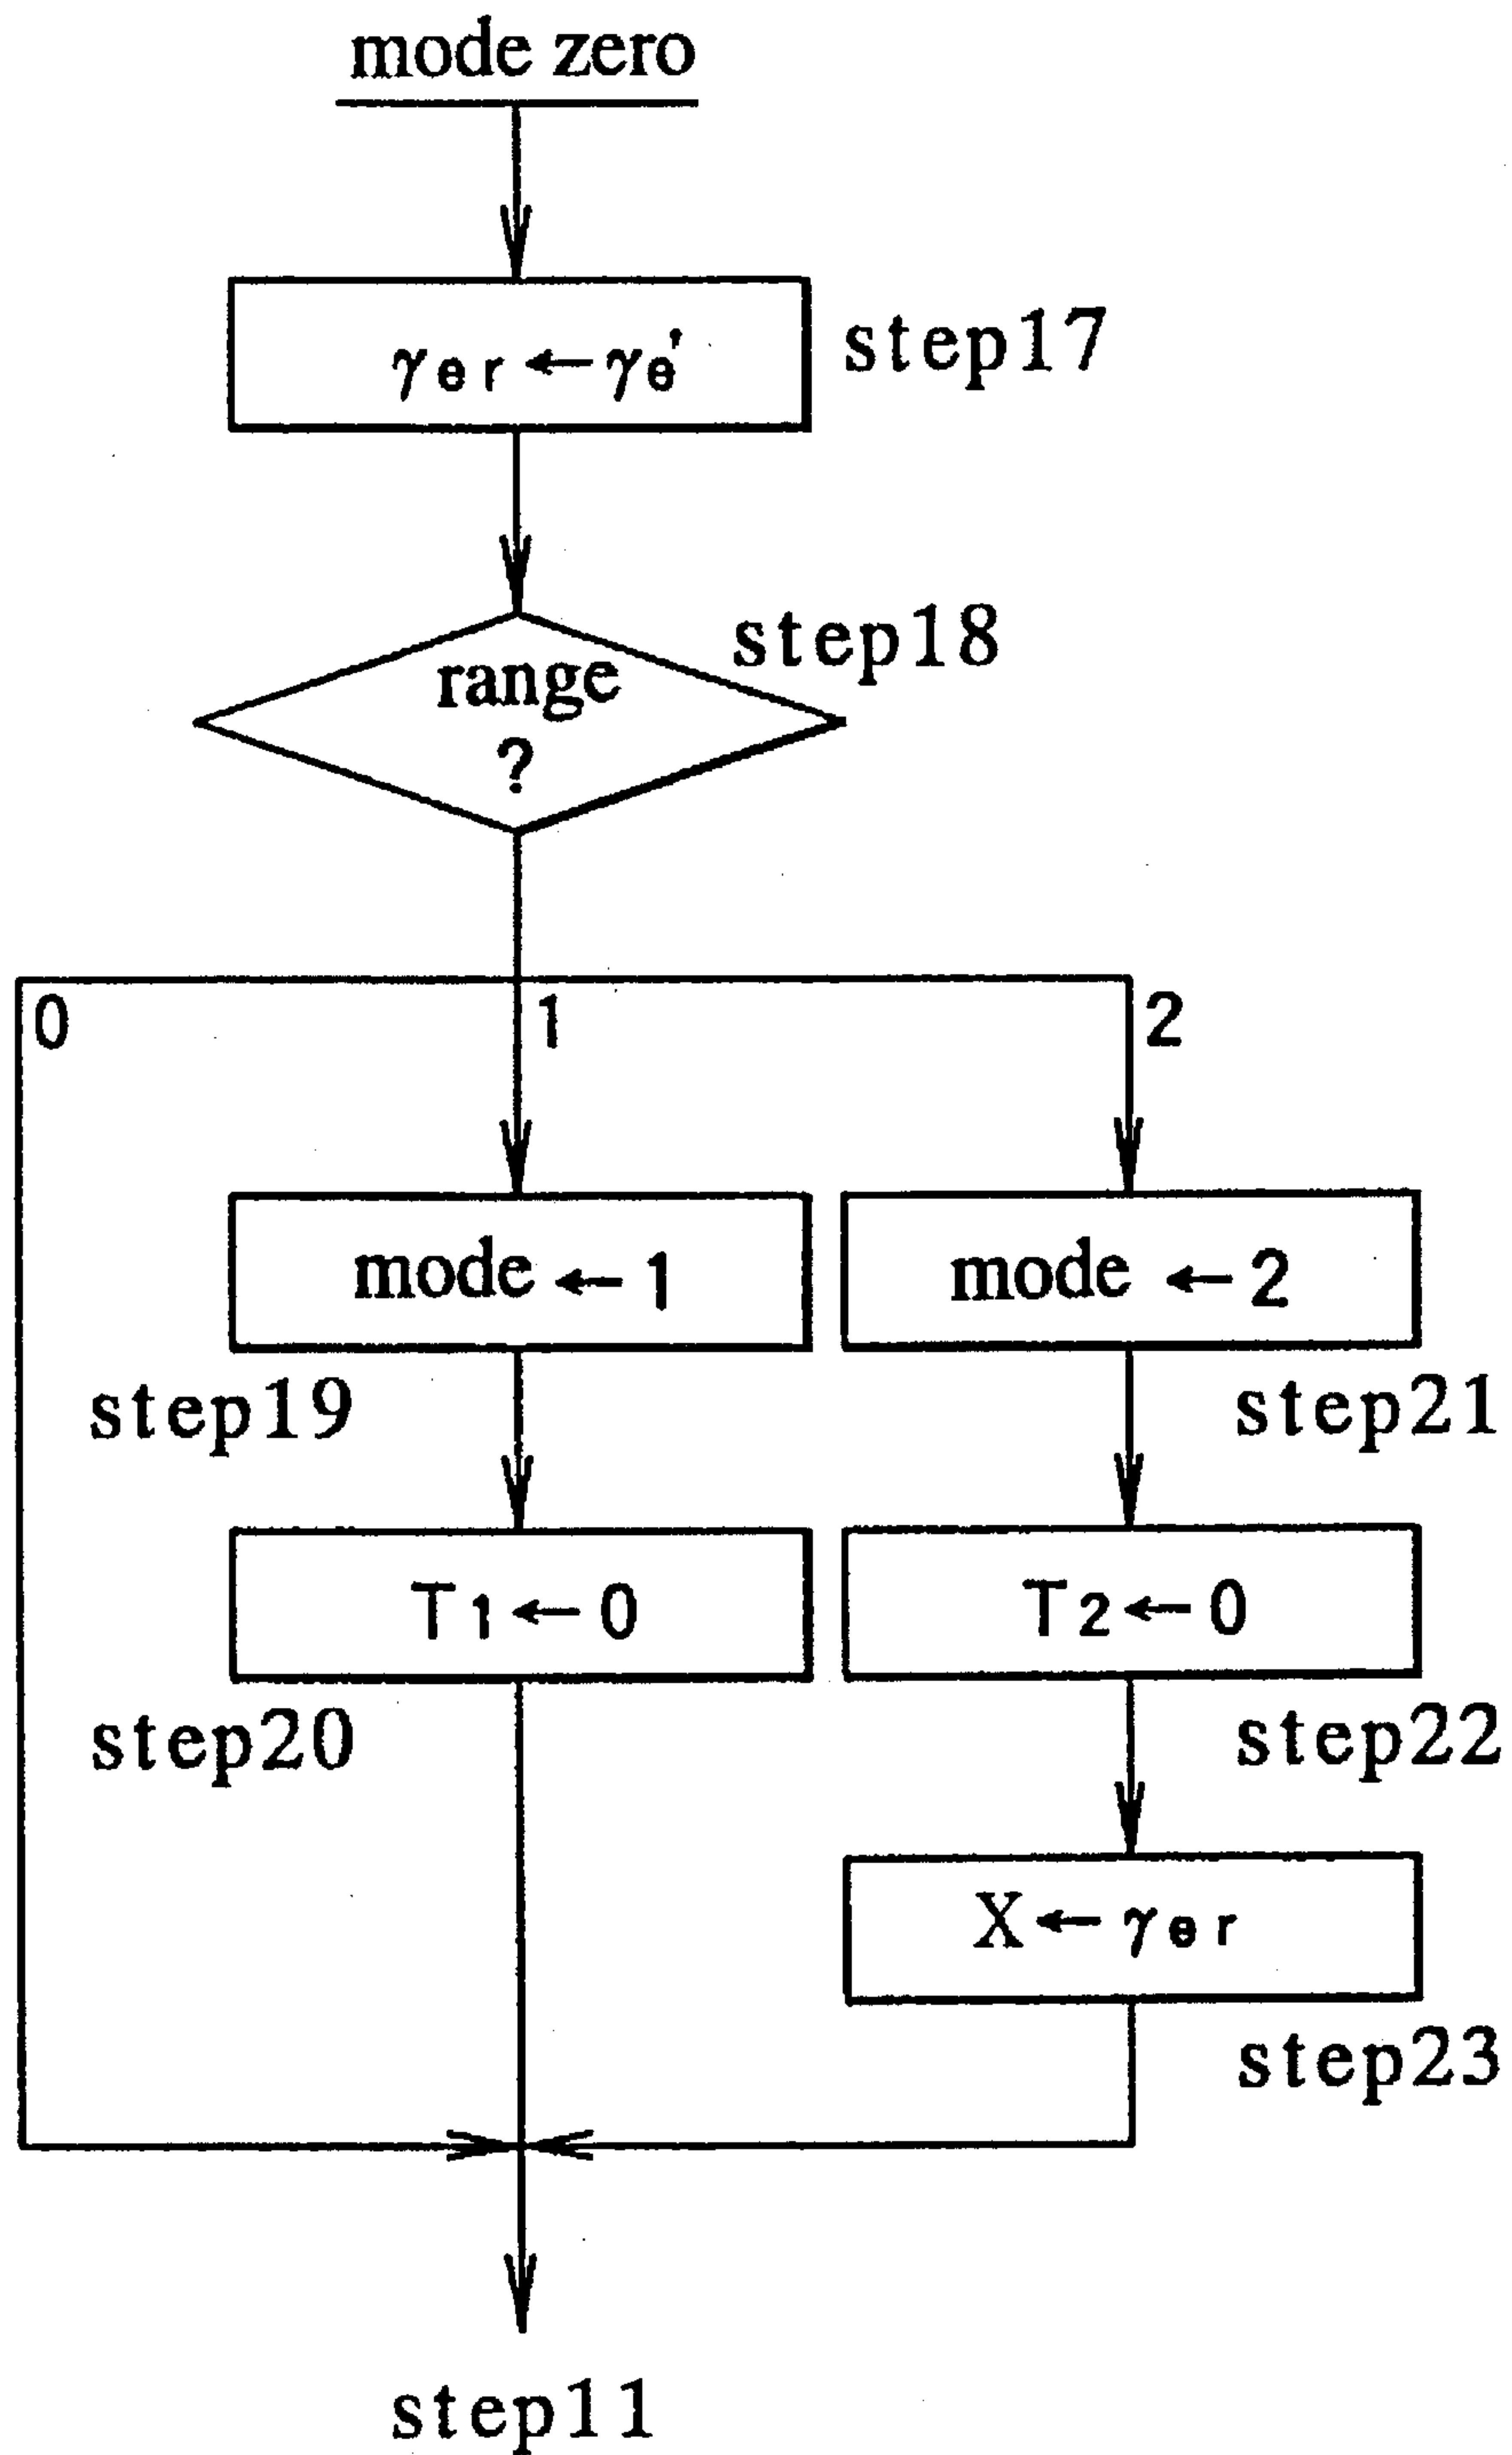 mode zero
γer←γe'
step17
step18
range
?
0
1
2
mode←1
mode ←2
step19
step21
T1←0
T2←0
step20
step22
X←γer
step23
step11